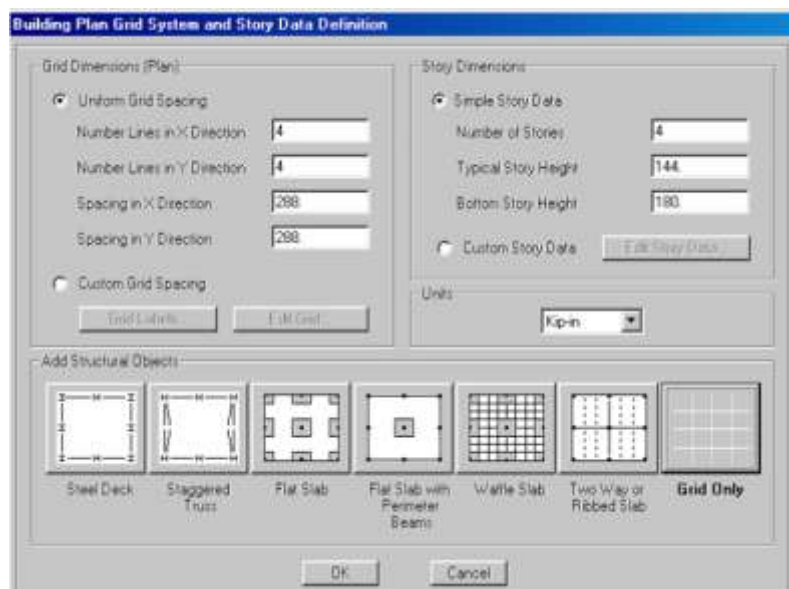 Building Plan Grid System and Story Data Definition
Grid Dimensions (Plan)
Uniform Grid Spacing
Number Lines in X Direction 4
Number Lines in Y Direction 4
Spacing in X Direction 288.
Spacing in Y Direction 288.
Custom Grid Spacing
Grid Labels... Edit Grid...
Story Dimensions
Simple Story Data
Number of Stories 4
Typical Story Height 144.
Bottom Story Height 180.
Custom Story Data Edit Story Data...
Units
Kip-in
Add Structural Objects
Steel Deck
Staggered
Truss
Flat Slab
Flat Slab with
Perimeter
Beams
Waffle Slab
Two Way or
Ribbed Slab
Grid Only
OK Cancel